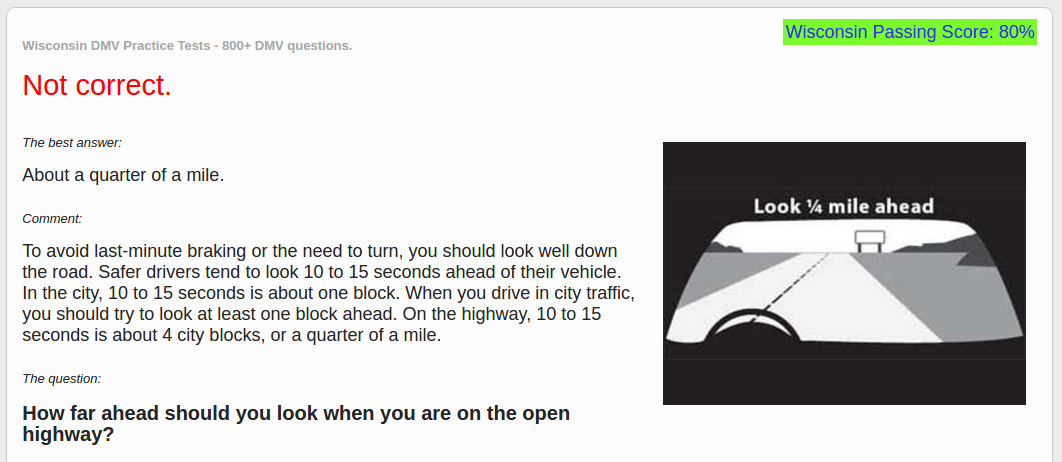 Wisconsin Passing Score: 80%
Wisconsin DMV Practice Tests - 800+ DMV questions.
Not correct.
The best answer:
About a quarter of a mile.
Comment:
To avoid last-minute braking or the need to turn, you should look well down
the road. Safer drivers tend to look 10 to 15 seconds ahead of their vehicle.
In the city, 10 to 15 seconds is about one block. When you drive in city traffic,
you should try to look at least one block ahead. On the highway, 10 to 15
seconds is about 4 city blocks, or a quarter of a mile.
The question:
How far ahead should you look when you are on the open
highway?
Look ¼ mile ahead